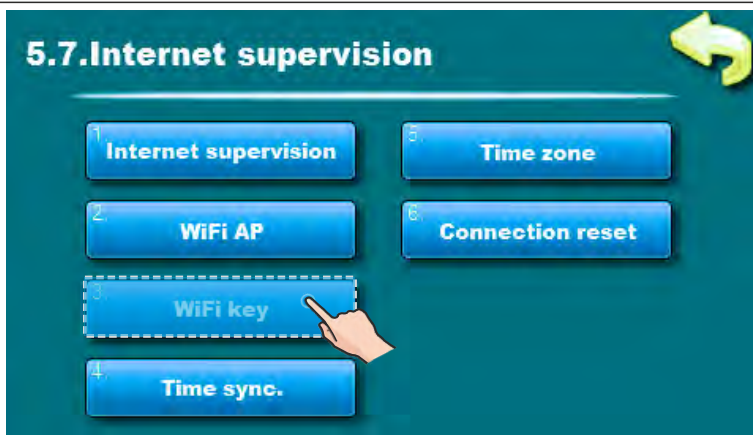 5.7.Internet supervision
1.
Internet supervision
2.
WiFi AP
3.
WiFi key
4.
Time sync.
5.
Time zone
6.
Connection reset